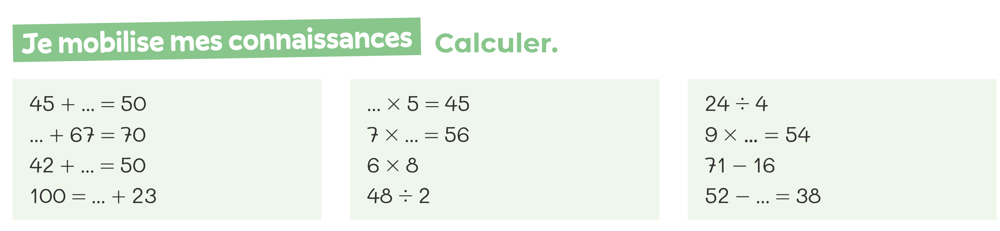 Je mobilise mes connaissances Calculer.
45 + ... = 50
... + 67 = 70
42 + ... = 50
100 = ... + 23
... × 5 = 45
7 × ... = 56
6 × 8
48 ÷ 2
24 ÷ 4
9 × ... = 54
71 − 16
52 − ... = 38